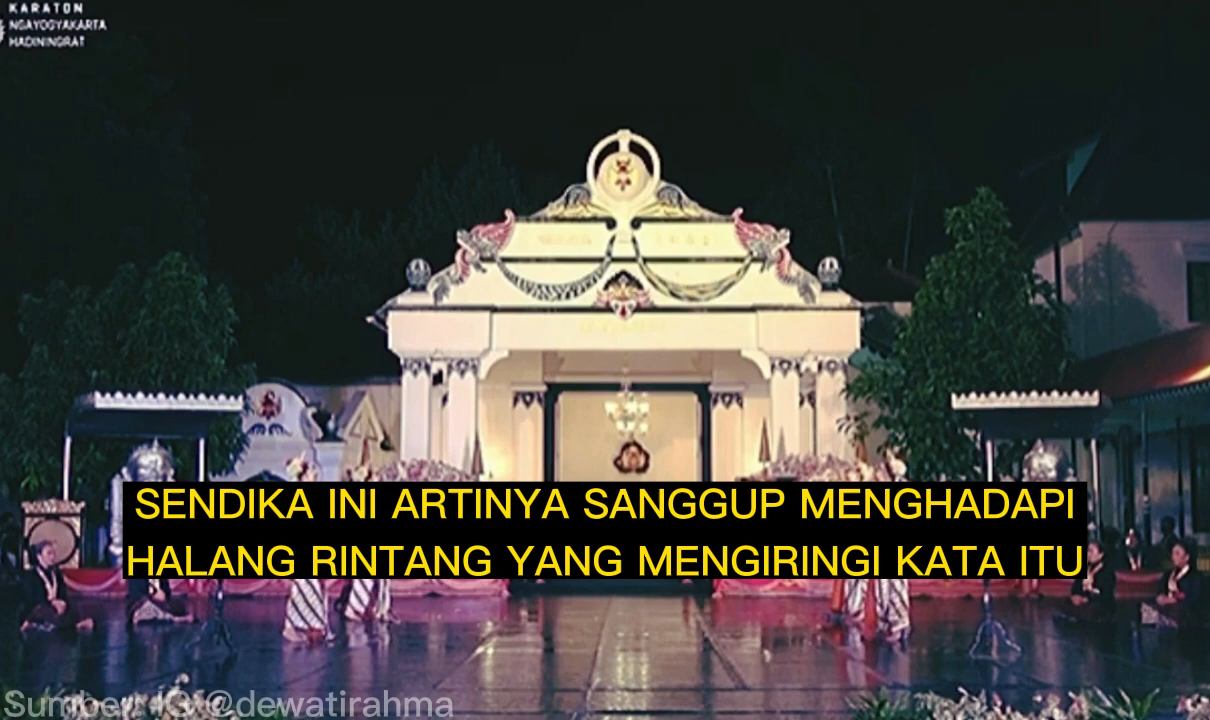 KARATON
NGAYOGYAKARTA
HADININGRAT
SENDIKA INI ARTINYA SANGGUP MENGHADAPI
HALANG RINTANG YANG MENGIRINGI KATA ITU
Sumber: IG @dewatirahma